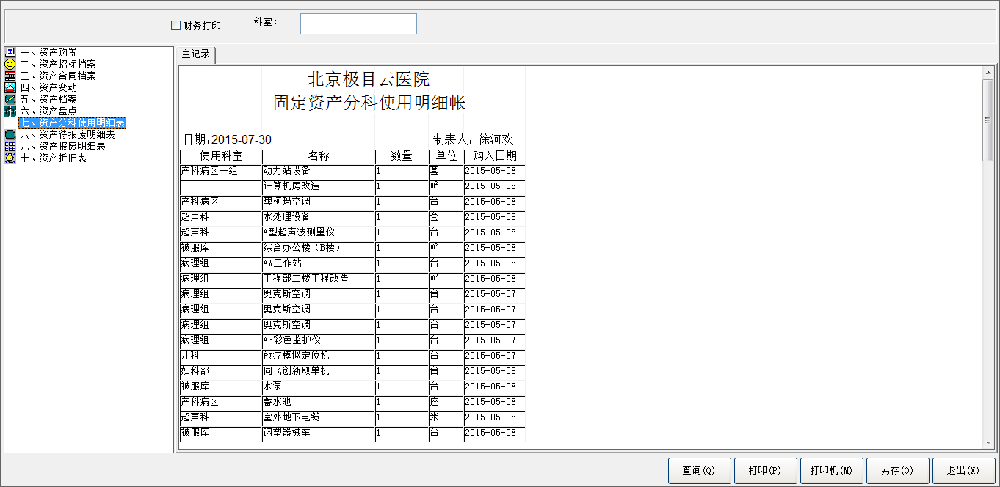 财务打印 科室：
一、资产购置
二、资产招标档案
三、资产合同档案
四、资产变动
五、资产档案
六、资产盘点
七、资产分科使用明细表
八、资产待报废明细表
九、资产报废明细表
十、资产折旧表
主记录
北京极目云医院
固定资产分科使用明细帐
日期:2015-07-30 制表人：徐河欢
使用科室 名称 数量 单位 购入日期
产科病区一组 动力站设备 1 套 2015-05-08
计算机房改造 1 ㎡ 2015-05-08
产科病区 澳柯玛空调 1 台 2015-05-08
超声科 水处理设备 1 套 2015-05-08
超声科 A型超声波测量仪 1 台 2015-05-08
被服库 综合办公楼（B楼） 1 ㎡ 2015-05-08
病理组 AW工作站 1 台 2015-05-08
病理组 工程部二楼工程改造 1 ㎡ 2015-05-08
病理组 奥克斯空调 1 台 2015-05-07
病理组 奥克斯空调 1 台 2015-05-07
病理组 奥克斯空调 1 台 2015-05-07
病理组 A3彩色监护仪 1 台 2015-05-07
儿科 放疗模拟定位机 1 台 2015-05-07
妇科部 同飞创新取单机 1 台 2015-05-08
被服库 水泵 1 台 2015-05-08
产科病区 蓄水池 1 座 2015-05-08
超声科 室外地下电缆 1 米 2015-05-08
被服库 钢塑器械车 1 台 2015-05-08
查询(Q) 打印(P) 打印机(M) 另存(O) 退出(X)